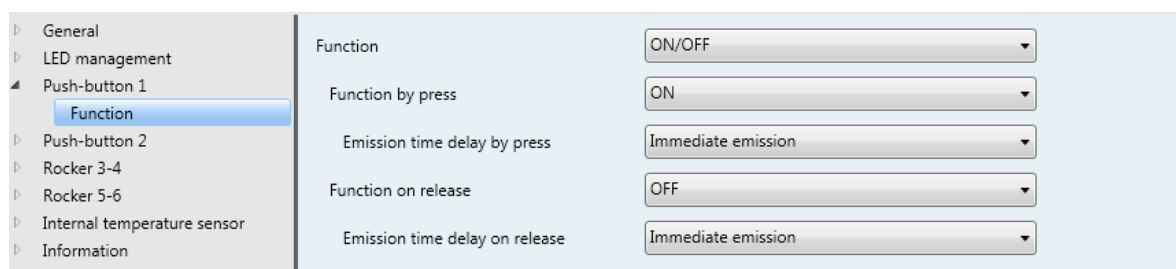 General
LED management
Push-button 1
Function
Push-button 2
Rocker 3-4
Rocker 5-6
Internal temperature sensor
Information
Function ON/OFF
Function by press ON
Emission time delay by press Immediate emission
Function on release OFF
Emission time delay on release Immediate emission